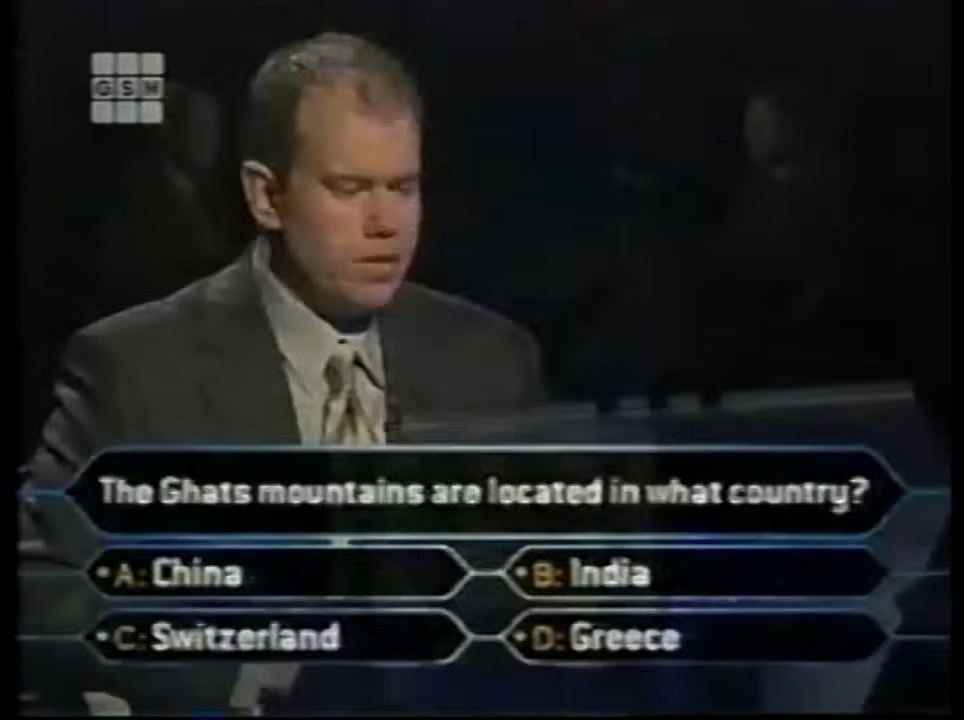 GSN
The Ghats mountains are located in what country?
• A: China
• B: India
• C: Switzerland
• D: Greece